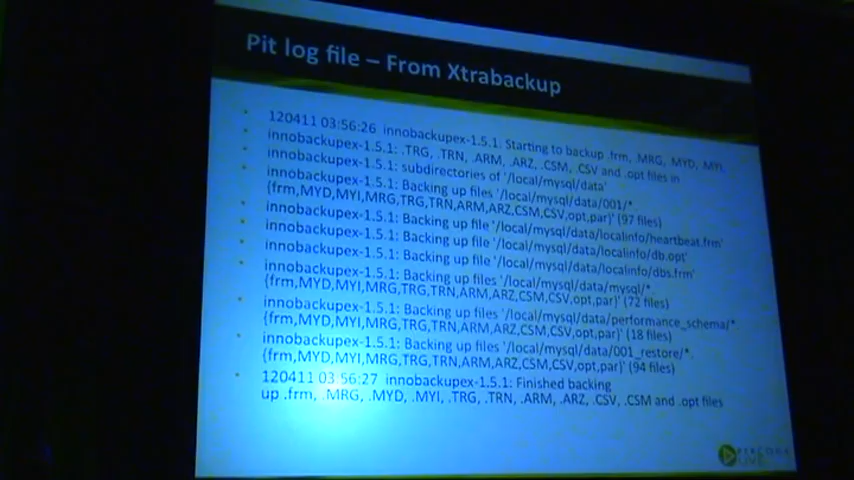 Pit log file – From Xtrabackup
120411 03:56:26 innobackupex-1.5.1: Starting to backup .frm, .MRG, .MYD, .MYI,
innobackupex-1.5.1: .TRG, .TRN, .ARM, .ARZ, .CSM, .CSV and .opt files in
innobackupex-1.5.1: subdirectories of '/local/mysql/data'
innobackupex-1.5.1: Backing up files '/local/mysql/data/001/*.
{frm,MYD,MYI,MRG,TRG,TRN,ARM,ARZ,CSM,CSV,opt,par}' (97 files)
innobackupex-1.5.1: Backing up file '/local/mysql/data/localinfo/heartbeat.frm'
innobackupex-1.5.1: Backing up file '/local/mysql/data/localinfo/db.opt'
innobackupex-1.5.1: Backing up file '/local/mysql/data/localinfo/dbs.frm'
innobackupex-1.5.1: Backing up files '/local/mysql/data/mysql/*.
{frm,MYD,MYI,MRG,TRG,TRN,ARM,ARZ,CSM,CSV,opt,par}' (72 files)
innobackupex-1.5.1: Backing up files '/local/mysql/data/performance_schema/*.
{frm,MYD,MYI,MRG,TRG,TRN,ARM,ARZ,CSM,CSV,opt,par}' (18 files)
innobackupex-1.5.1: Backing up files '/local/mysql/data/001_restore/*.
{frm,MYD,MYI,MRG,TRG,TRN,ARM,ARZ,CSM,CSV,opt,par}' (94 files)
120411 03:56:27 innobackupex-1.5.1: Finished backing
up .frm, .MRG, .MYD, .MYI, .TRG, .TRN, .ARM, .ARZ, .CSV, .CSM and .opt files
PERCONA
LIVE